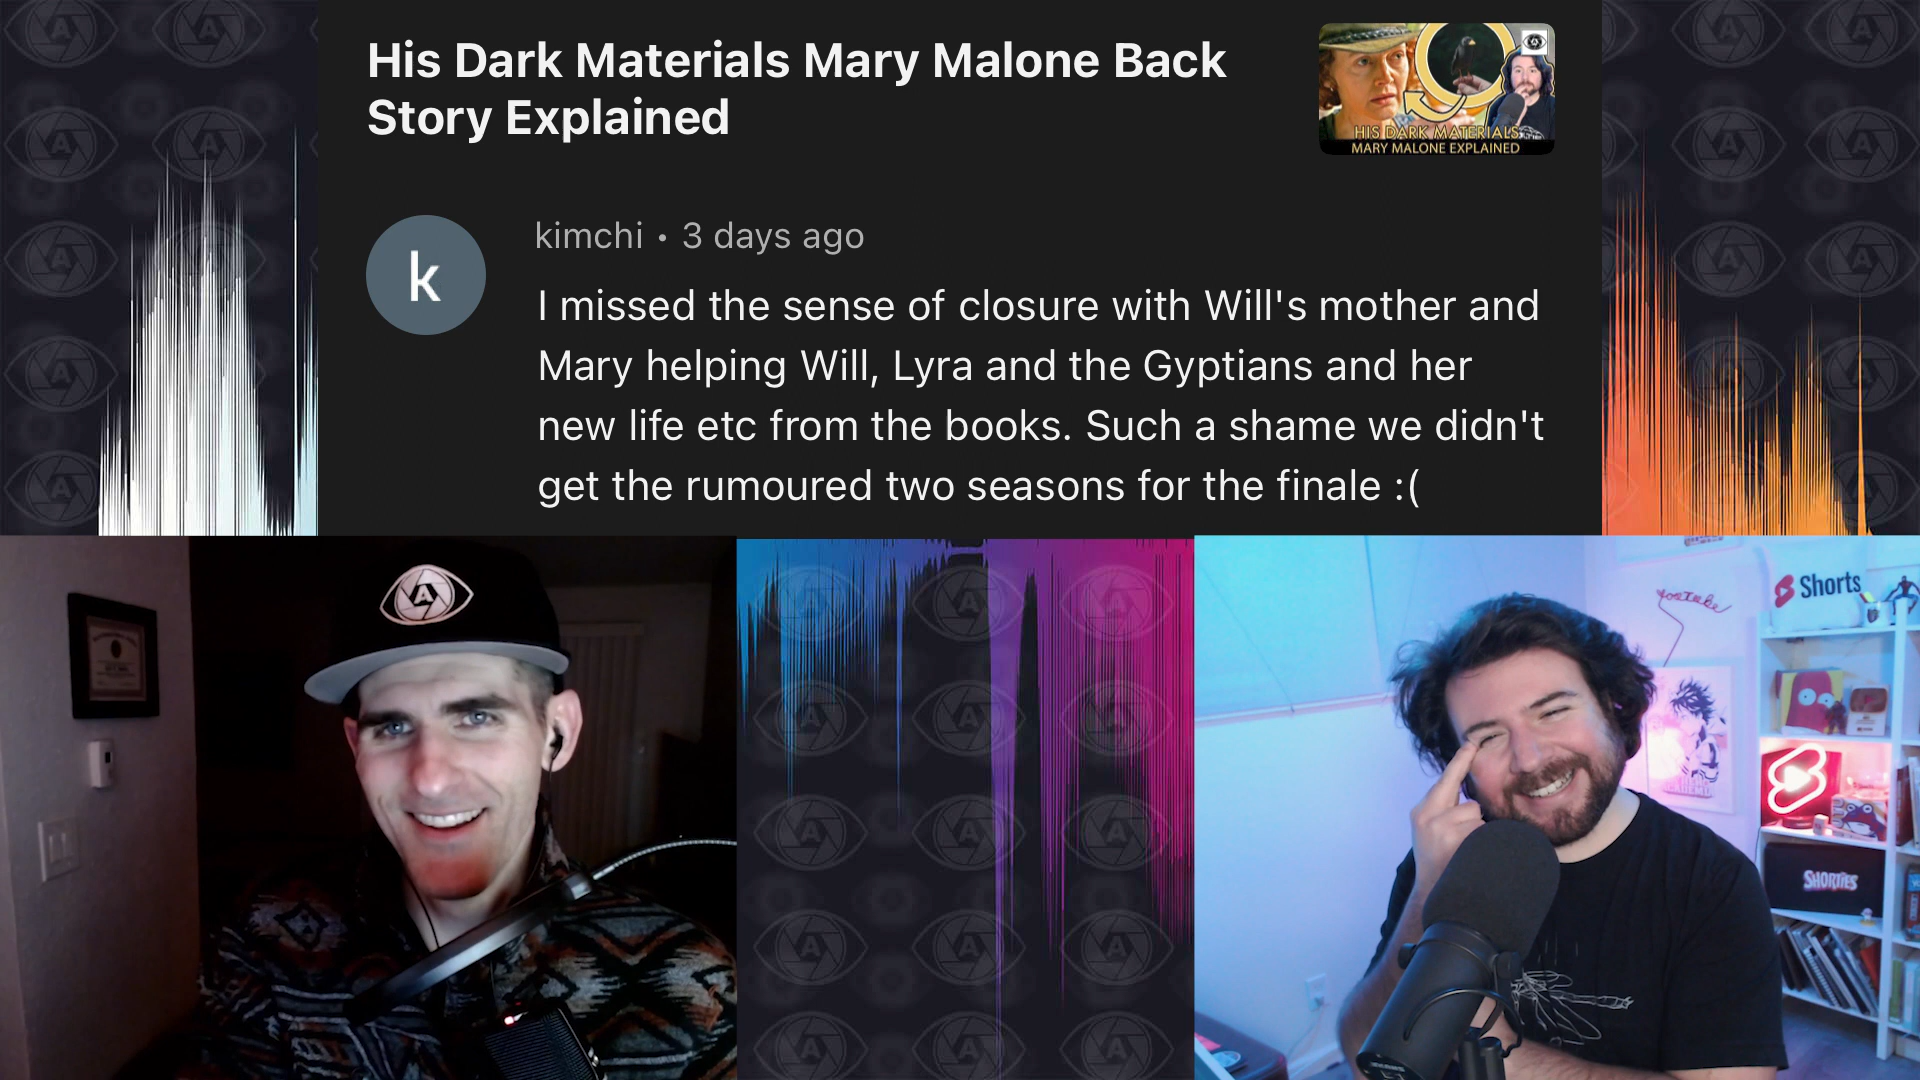 His Dark Materials Mary Malone Back
Story Explained
HIS DARK MATERIALS
MARY MALONE EXPLAINED
k
kimchi • 3 days ago
I missed the sense of closure with Will's mother and
Mary helping Will, Lyra and the Gyptians and her
new life etc from the books. Such a shame we didn't
get the rumoured two seasons for the finale :(
A
YouTube
Shorts
SHORTIES